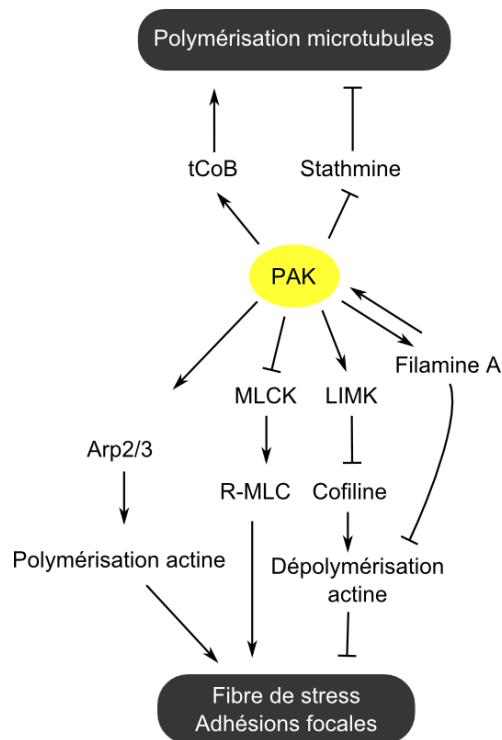 Polymérisation microtubules
tCoB
Stathmine
PAK
Filamine A
MLCK
LIMK
Arp2/3
R-MLC
Cofiline
Polymérisation actine
Dépolymérisation
actine
Fibre de stress
Adhésions focales